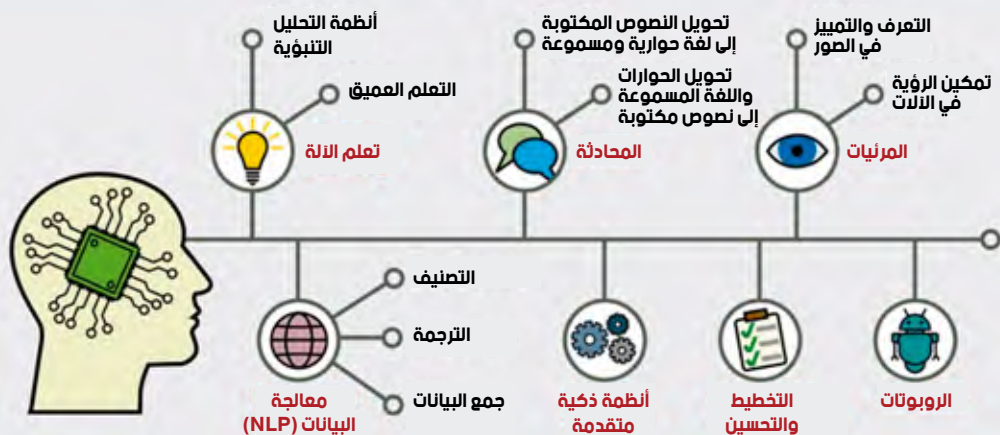 التعرف والتمييز
في الصور
تمكين الرؤية
في الآلات
المرئيات
تحويل النصوص المكتوبة
إلى لغة حوارية ومسموعة
تحويل الحوارات
واللغة المسموعة
إلى نصوص مكتوبة
المحادثة
أنظمة التحليل
التنبؤية
التعلم العميق
تعلم الآلة
الروبوتات
التخطيط
والتحسين
أنظمة ذكية
متقدمة
التصنيف
الترجمة
جمع البيانات
معالجة
البيانات (NLP)